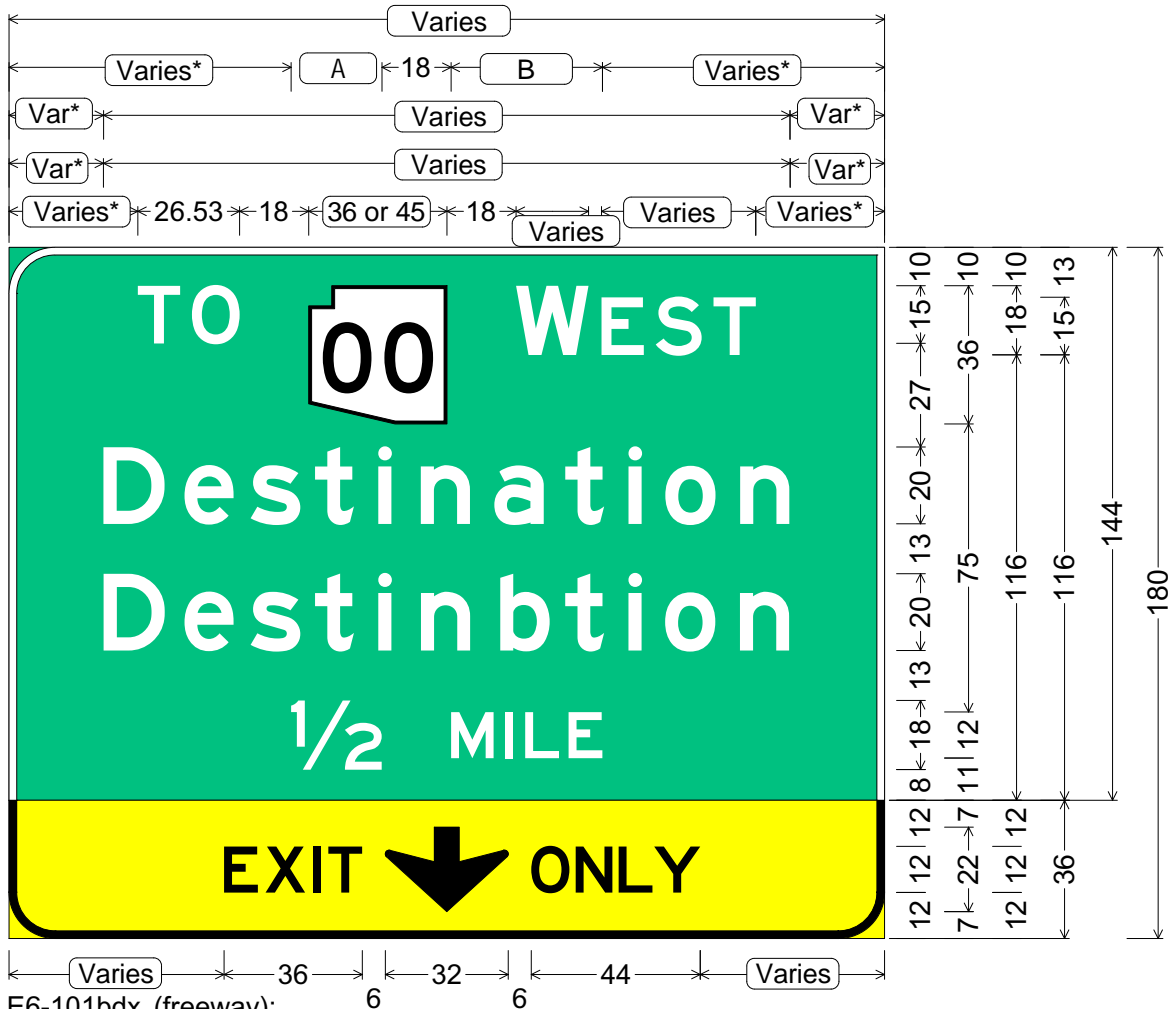 Varies
Varies* A 18 B Varies*
Var* Varies Var*
Var* Varies Var*
Varies* 26.53 18 36 or 45 18 Varies Varies Varies*
TO 00 WEST
Destination
Destinbtion
1/2 MILE
EXIT ONLY
10 15 27 20 13 20 13 18 8 12 12 12
10 36 75 12 11 7 22 7
10 18 116 12 12 12
13 15 116 36
144
180
Varies 36 6 32 6 44 Varies
E6-101bdx (freeway):